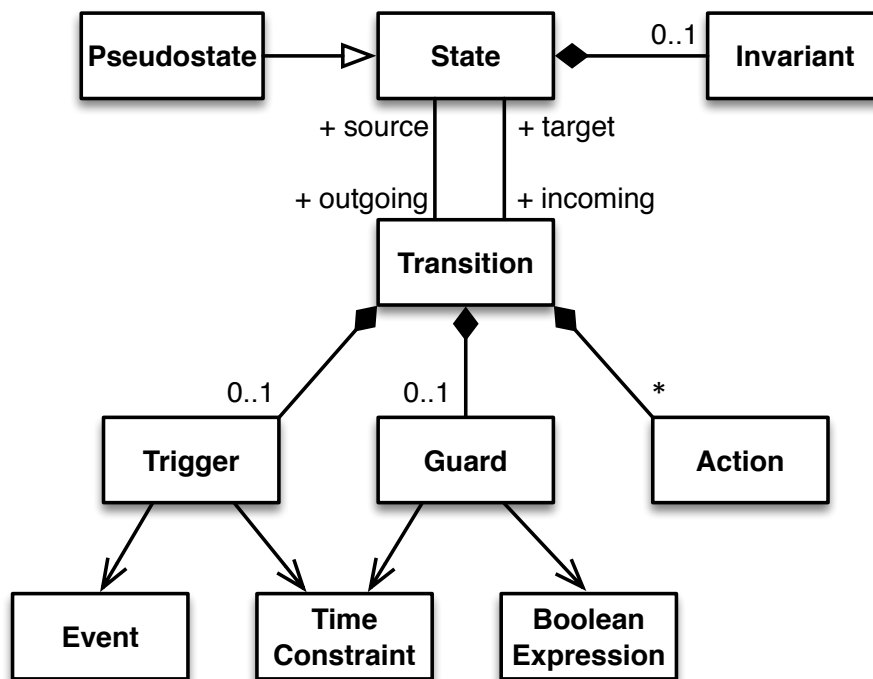 Pseudostate
State
0..1
Invariant
+ source
+ target
+ outgoing
+ incoming
Transition
0..1
0..1
*
Trigger
Guard
Action
Event
Time
Constraint
Boolean
Expression